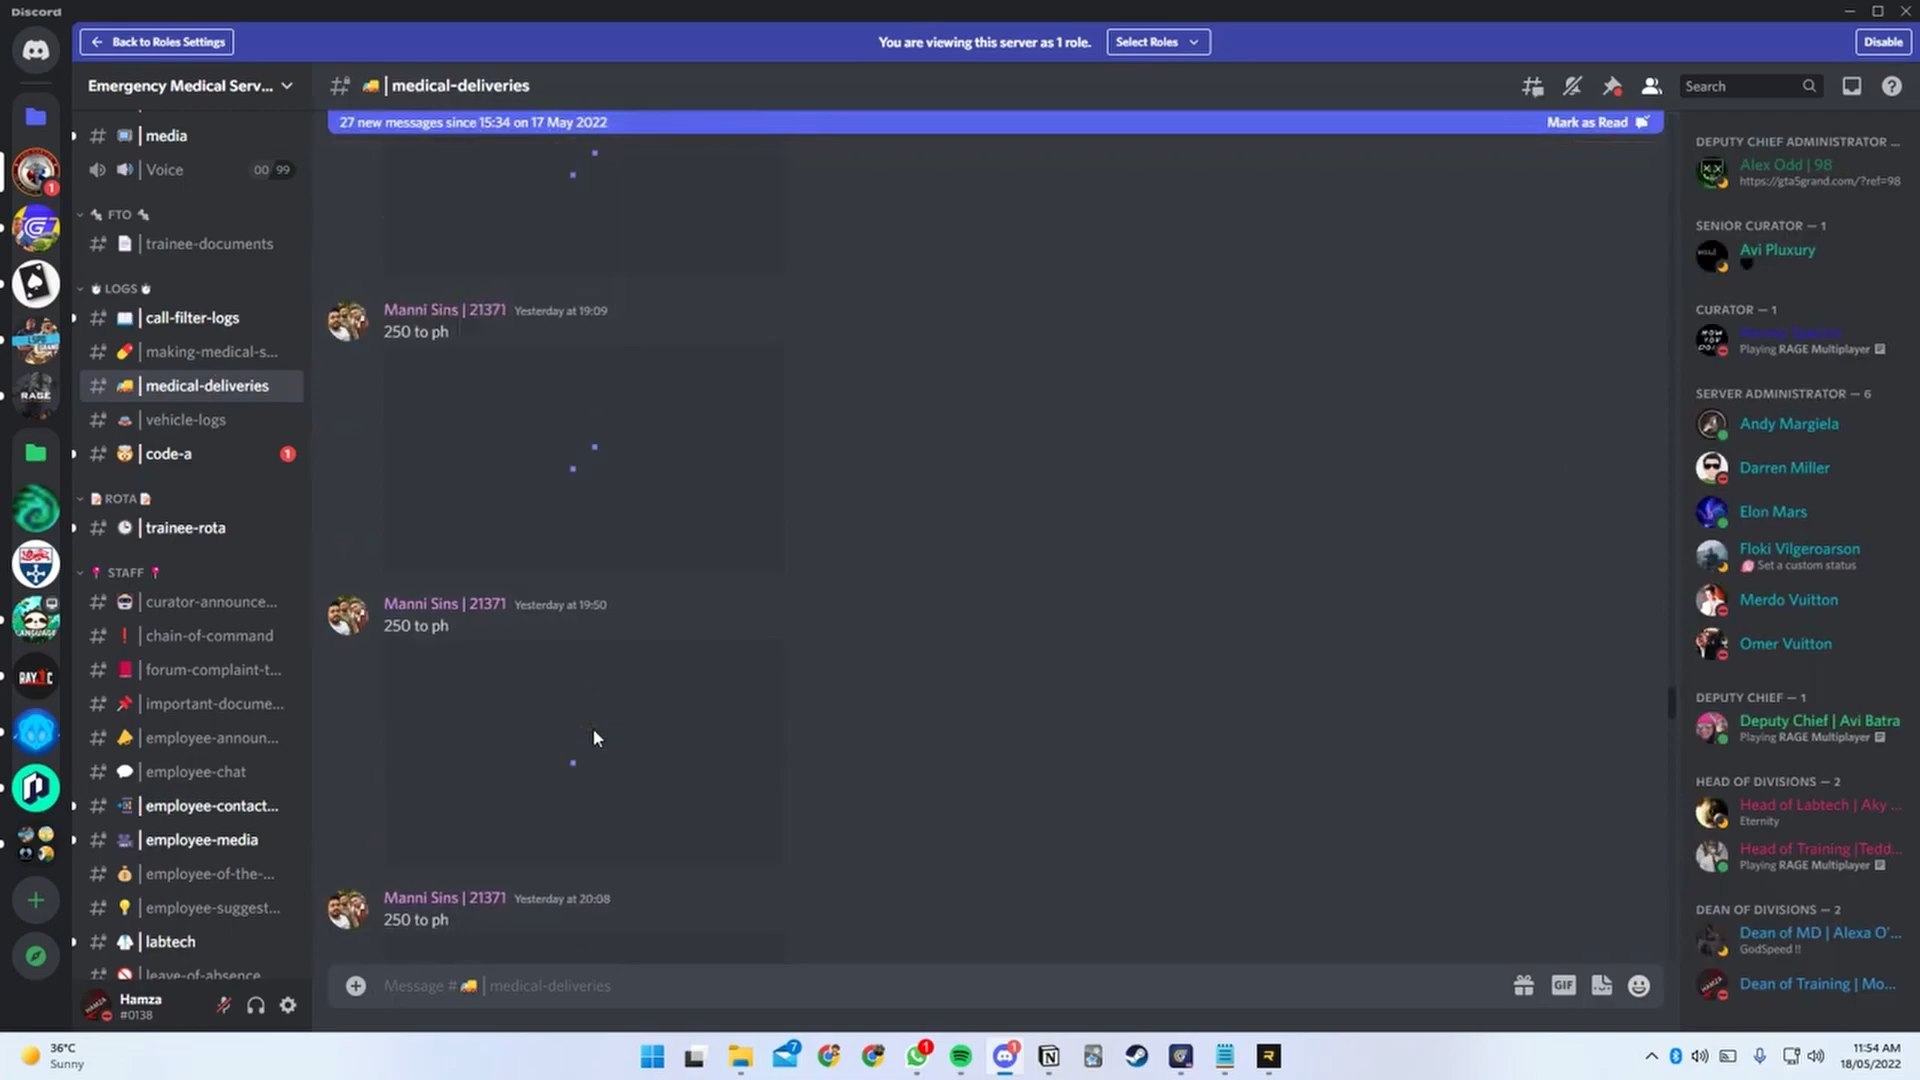 Discord
Back to Roles Settings
You are viewing this server as 1 role.
Select Roles
Disable
Emergency Medical Serv...
media
Voice
00 99
FTO
trainee-documents
LOGS
call-filter-logs
making-medical-s...
medical-deliveries
vehicle-logs
code-a
1
ROTA
trainee-rota
STAFF
curator-announce...
chain-of-command
forum-complaint-t...
important-docume...
employee-announ...
employee-chat
employee-contact...
employee-media
employee-of-the-...
employee-suggest...
labtech
leave-of-absence
Hamza
#0138
medical-deliveries
Search
27 new messages since 15:34 on 17 May 2022
Mark as Read
Manni Sins | 21371 Yesterday at 19:09
250 to ph
Manni Sins | 21371 Yesterday at 19:50
250 to ph
Manni Sins | 21371 Yesterday at 20:08
250 to ph
Message # | medical-deliveries
GIF
DEPUTY CHIEF ADMINISTRATOR ...
Alex Odd | 98
https://gta5grand.com/?ref=98
SENIOR CURATOR — 1
Avi Pluxury
CURATOR — 1
Playing RAGE Multiplayer
SERVER ADMINISTRATOR — 6
Andy Margiela
Darren Miller
Elon Mars
Floki Vilgeroarson
Set a custom status
Merdo Vuitton
Omer Vuitton
DEPUTY CHIEF — 1
Deputy Chief | Avi Batra
Playing RAGE Multiplayer
HEAD OF DIVISIONS — 2
Head of Labtech | Aky ...
Eternity
Head of Training |Tedd...
Playing RAGE Multiplayer
DEAN OF DIVISIONS — 2
Dean of MD | Alexa O'...
GodSpeed !!
Dean of Training | Mo...
36°C
Sunny
11:54 AM
18/05/2022